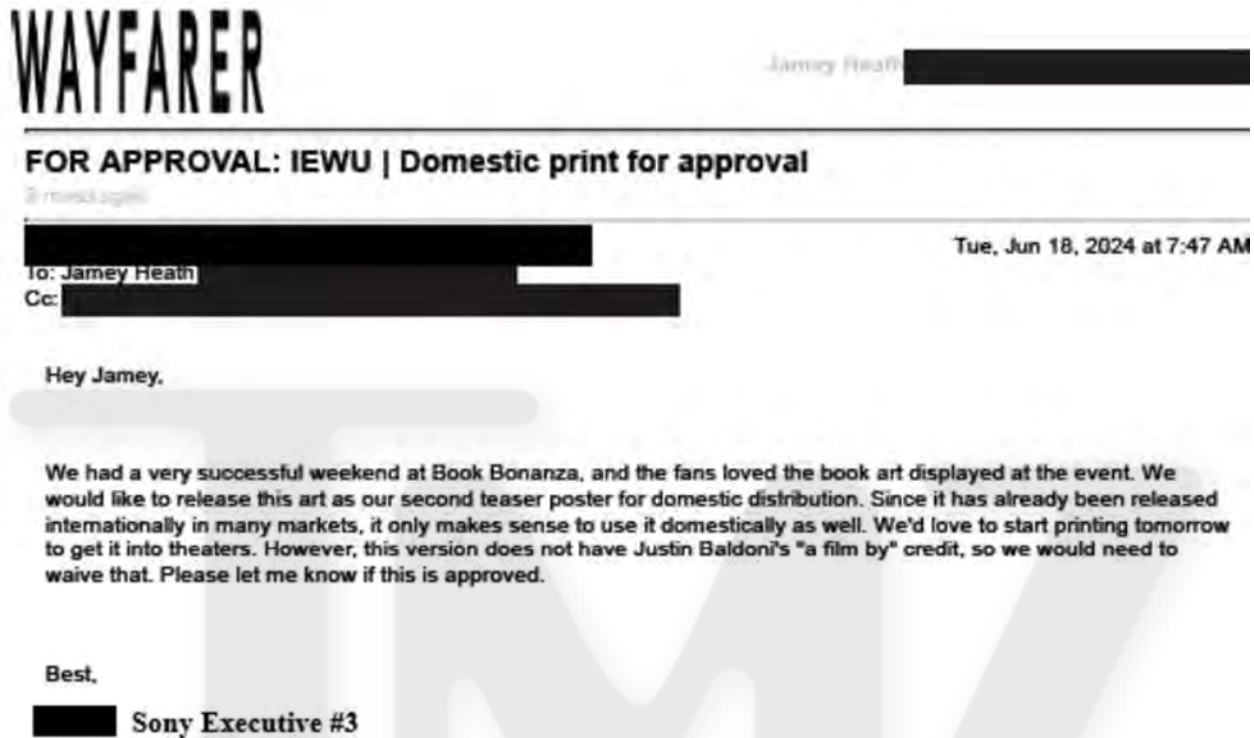 WAYFARER
Jamey Heath
FOR APPROVAL: IEWU | Domestic print for approval
3 messages
Tue, Jun 18, 2024 at 7:47 AM
To: Jamey Heath
Cc:
Hey Jamey,
We had a very successful weekend at Book Bonanza, and the fans loved the book art displayed at the event. We
would like to release this art as our second teaser poster for domestic distribution. Since it has already been released
internationally in many markets, it only makes sense to use it domestically as well. We'd love to start printing tomorrow
to get it into theaters. However, this version does not have Justin Baldoni's "a film by" credit, so we would need to
waive that. Please let me know if this is approved.
Best,
Sony Executive #3
TMZ